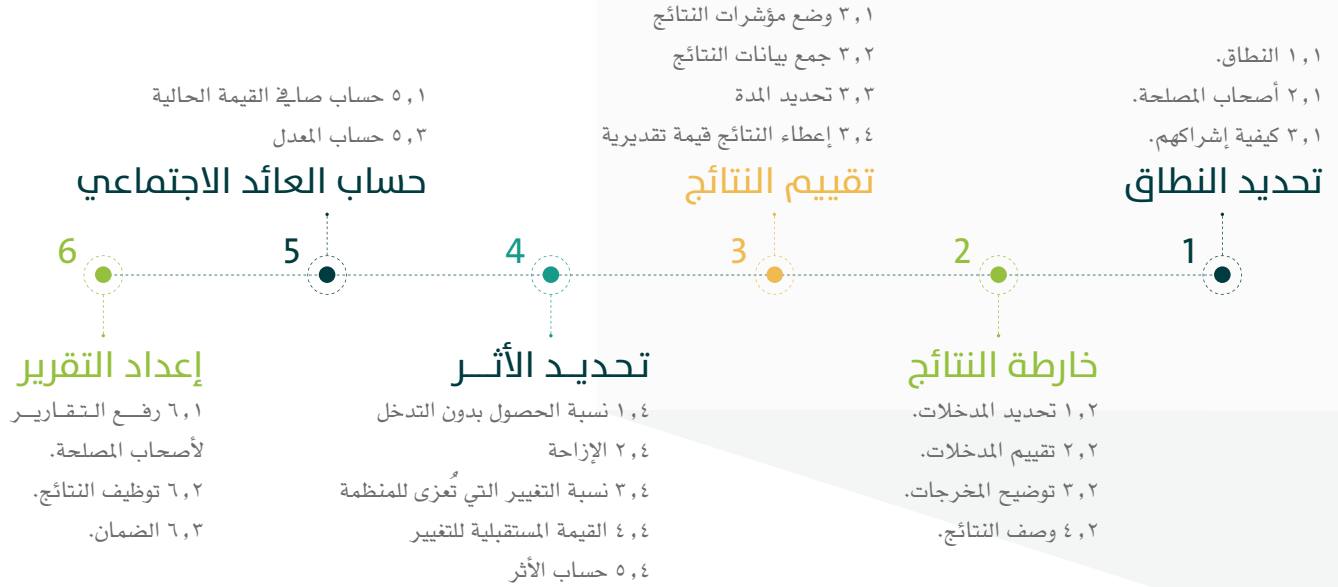 ١,١ النطاق.
٢,١ أصحاب المصلحة.
٣,١ كيفية إشراكهم.
تحديد النطاق
1
2
خارطة النتائج
١,٢ تحديد المدخلات.
٢,٢ تقييم المدخلات.
٣,٢ توضيح المخرجات.
٤,٢ وصف النتائج.
٣,١ وضع مؤشرات النتائج
٣,٢ جمع بيانات النتائج
٣,٣ تحديد المدة
٣,٤ إعطاء النتائج قيمة تقديرية
تقييم النتائج
3
4
تـحـديـد الأثـــر
١,٤ نسبة الحصول بدون التدخل
٢,٤ الإزاحة
٣,٤ نسبة التغيير التي تُعزى للمنظمة
٤,٤ القيمة المستقبلية للتغيير
٥,٤ حساب الأثر
٥,١ حساب صافي القيمة الحالية
٥,٣ حساب المعدل
حساب العائد الاجتماعي
5
6
إعداد التقرير
٦,١ رفـــع الـتـقـاريــر
لأصحاب المصلحة.
٦,٢ توظيف النتائج.
٦,٣ الضمان.